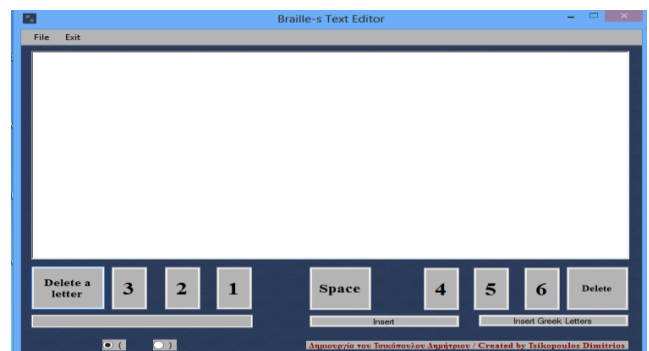 Braille-s Text Editor
File Exit
Delete a letter 3 2 1 Space 4 5 6 Delete
Insert Insert Greek Letters
( ) Δημιουργία του Τσικόπουλου Δημήτριου / Created by Tsikopoulos Dimitrios